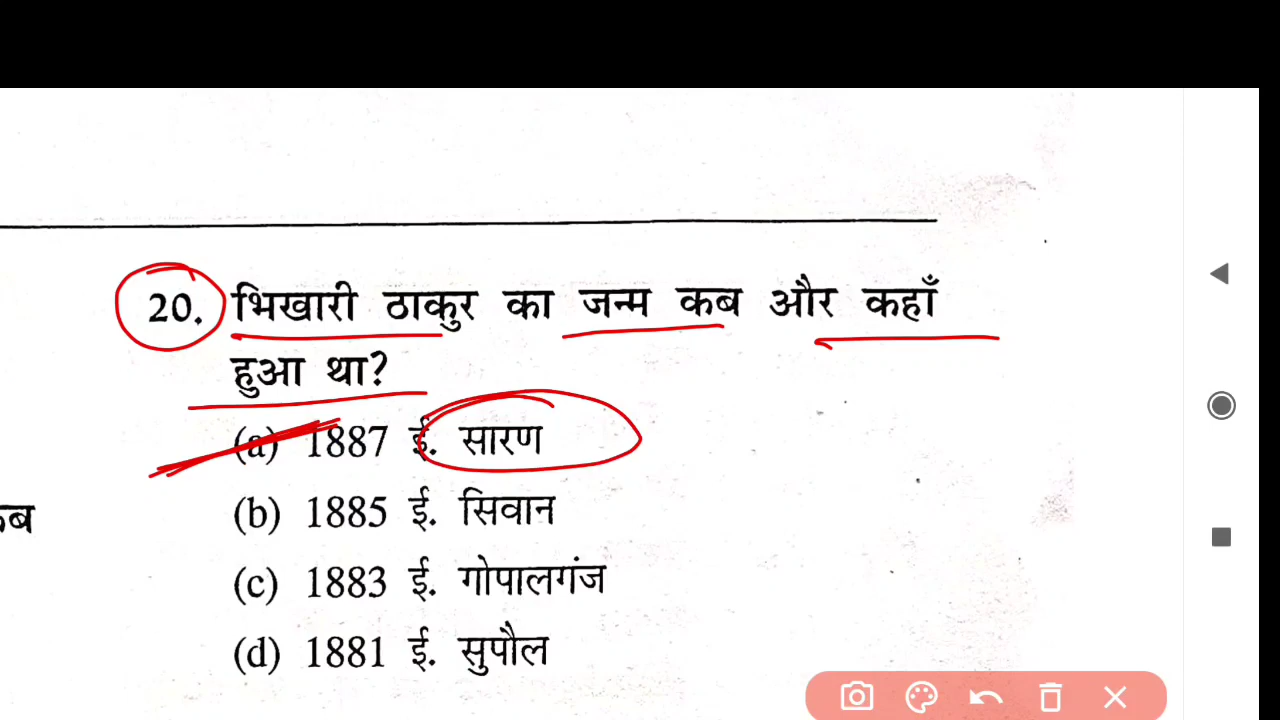 20. भिखारी ठाकुर का जन्म कब और कहाँ
हुआ था?
(a) 1887 ई. सारण
(b) 1885 ई. सिवान
(c) 1883 ई. गोपालगंज
(d) 1881 ई. सुपौल